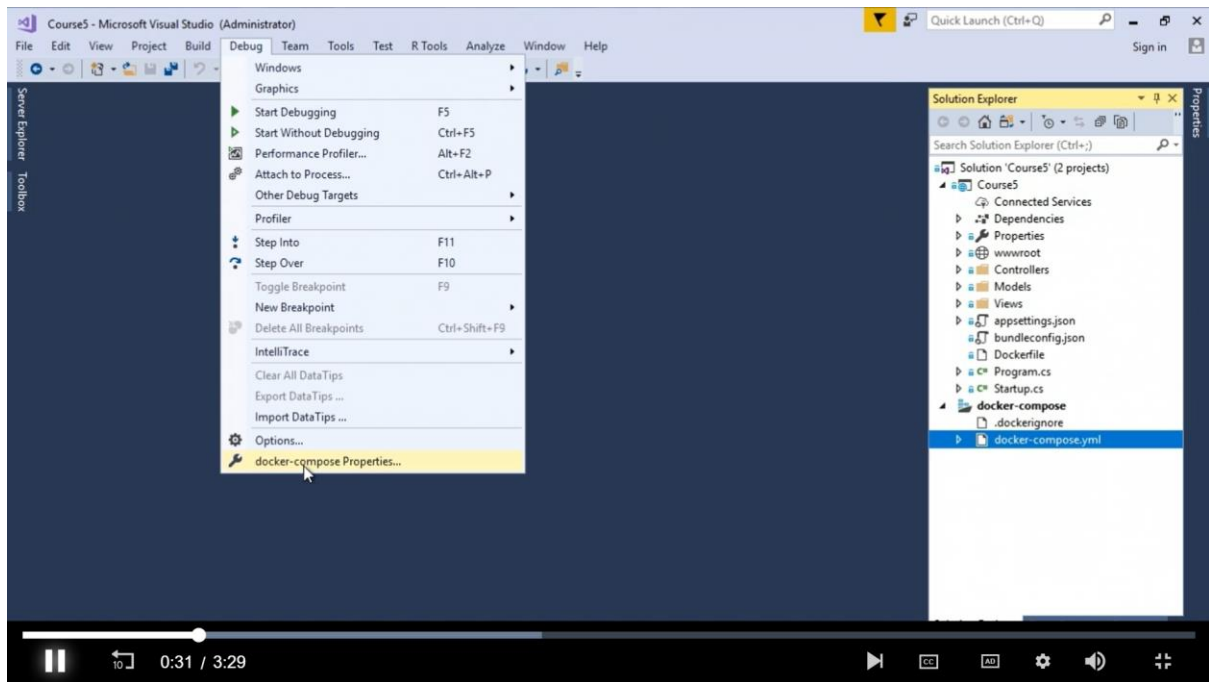 Course5 - Microsoft Visual Studio (Administrator)
Quick Launch (Ctrl+Q)
File Edit View Project Build Debug Team Tools Test R Tools Analyze Window Help
Sign in
Server Explorer
Toolbox
Windows
Graphics
Start Debugging F5
Start Without Debugging Ctrl+F5
Performance Profiler... Alt+F2
Attach to Process... Ctrl+Alt+P
Other Debug Targets
Profiler
Step Into F11
Step Over F10
Toggle Breakpoint F9
New Breakpoint
Delete All Breakpoints Ctrl+Shift+F9
IntelliTrace
Clear All DataTips
Export DataTips ...
Import DataTips ...
Options...
docker-compose Properties...
Solution Explorer
Search Solution Explorer (Ctrl+;)
Solution 'Course5' (2 projects)
Course5
Connected Services
Dependencies
Properties
wwwroot
Controllers
Models
Views
appsettings.json
bundleconfig.json
Dockerfile
C# Program.cs
C# Startup.cs
docker-compose
.dockerignore
docker-compose.yml
Properties
10
0:31 / 3:29
CC
AD